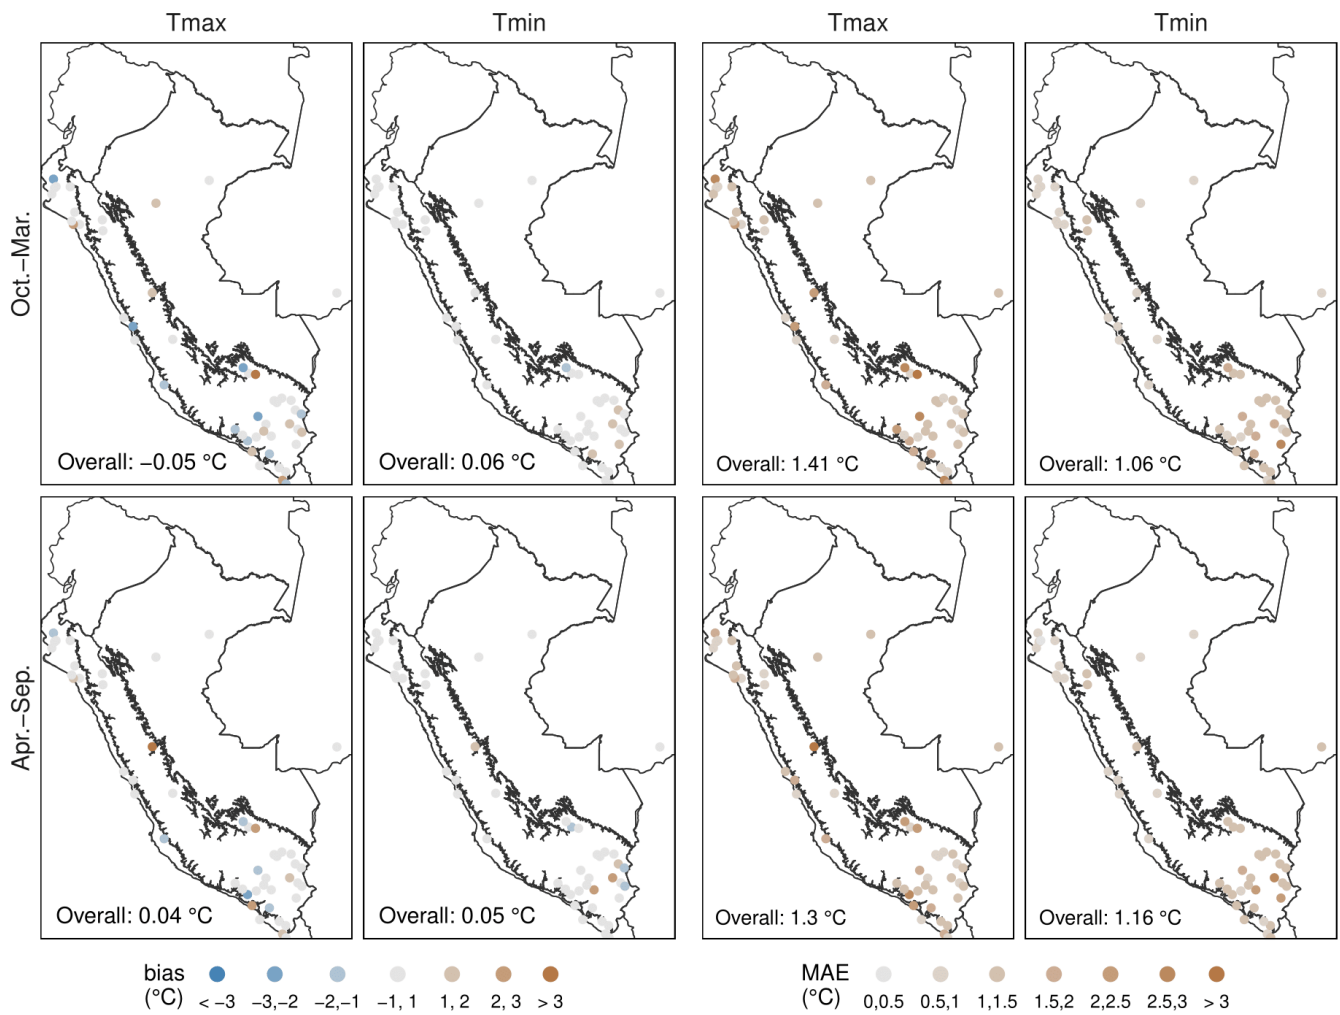 Tmax Tmin Tmax Tmin
Oct.−Mar.
Overall: −0.05 °C Overall: 0.06 °C Overall: 1.41 °C Overall: 1.06 °C
Apr.−Sep.
Overall: 0.04 °C Overall: 0.05 °C Overall: 1.3 °C Overall: 1.16 °C
bias MAE
(°C) < −3 −3,−2 −2,−1 −1, 1 1, 2 2, 3 > 3 (°C) 0,0.5 0.5,1 1,1.5 1.5,2 2,2.5 2.5,3 > 3